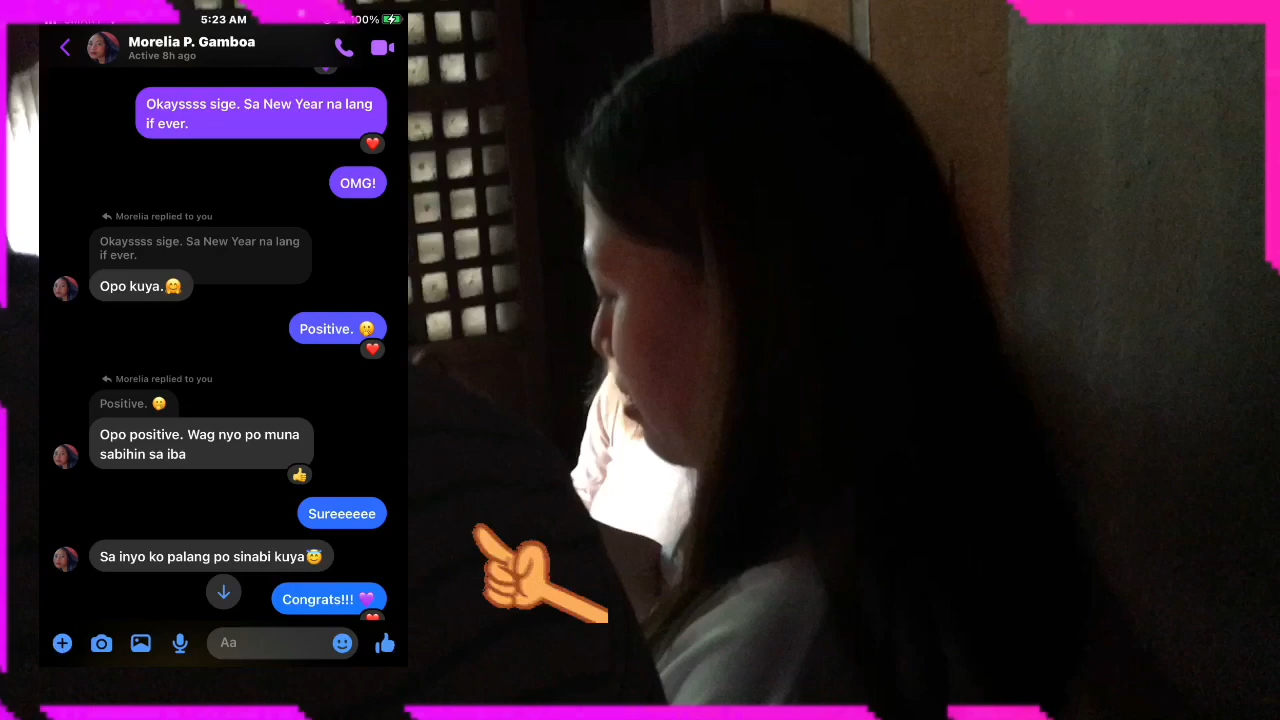 5:23 AM
100%
Morelia P. Gamboa
Active 8h ago
Okayssss sige. Sa New Year na lang
if ever.
OMG!
Morelia replied to you
Okayssss sige. Sa New Year na lang
if ever.
Opo kuya.🤗
Positive. 🤭
Morelia replied to you
Positive. 🤭
Opo positive. Wag nyo po muna
sabihin sa iba
Sureeeeee
Sa inyo ko palang po sinabi kuya😇
Congrats!!! 💜
Aa